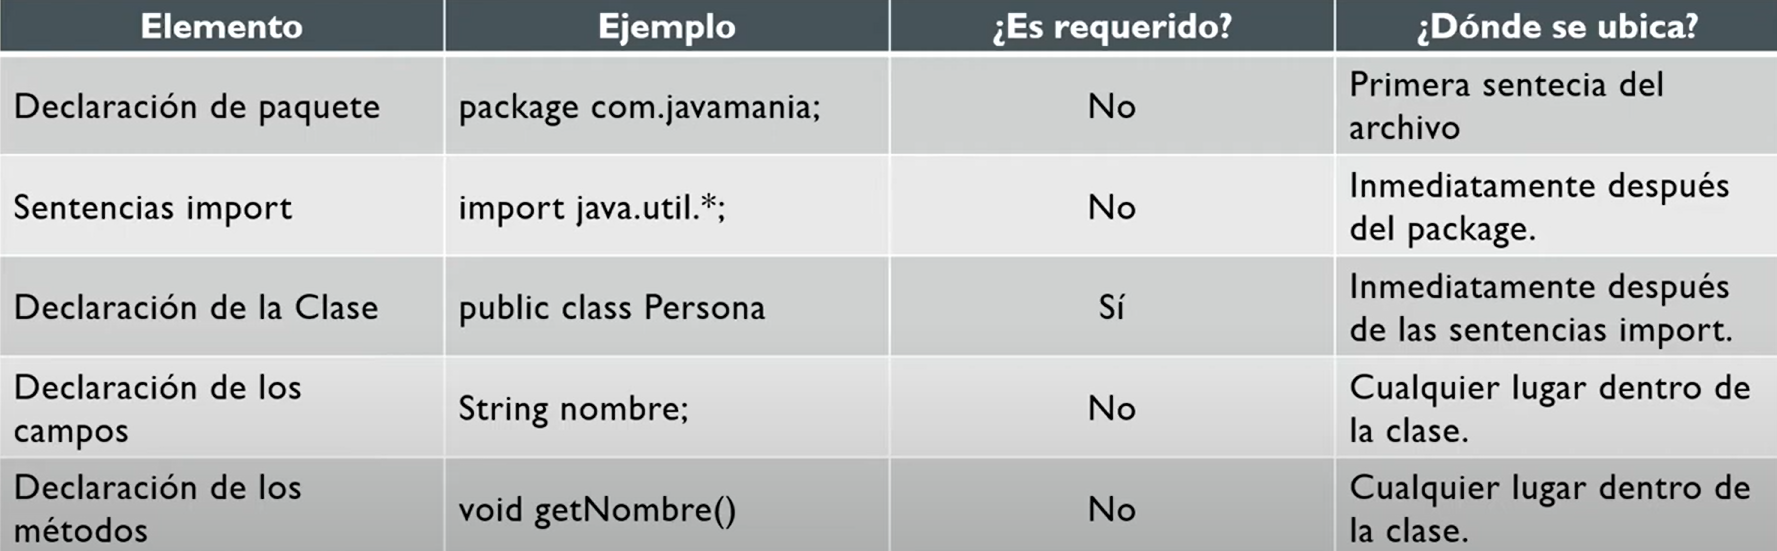 Elemento Ejemplo ¿Es requerido? ¿Dónde se ubica?
Declaración de paquete
package com.javamania;
No
Primera sentecia del
archivo
Sentencias import
import java.util.*;
No
Inmediatamente después
del package.
Declaración de la Clase
public class Persona
Sí
Inmediatamente después
de las sentencias import.
Declaración de los
campos
String nombre;
No
Cualquier lugar dentro de
la clase.
Declaración de los
métodos
void getNombre()
No
Cualquier lugar dentro de
la clase.